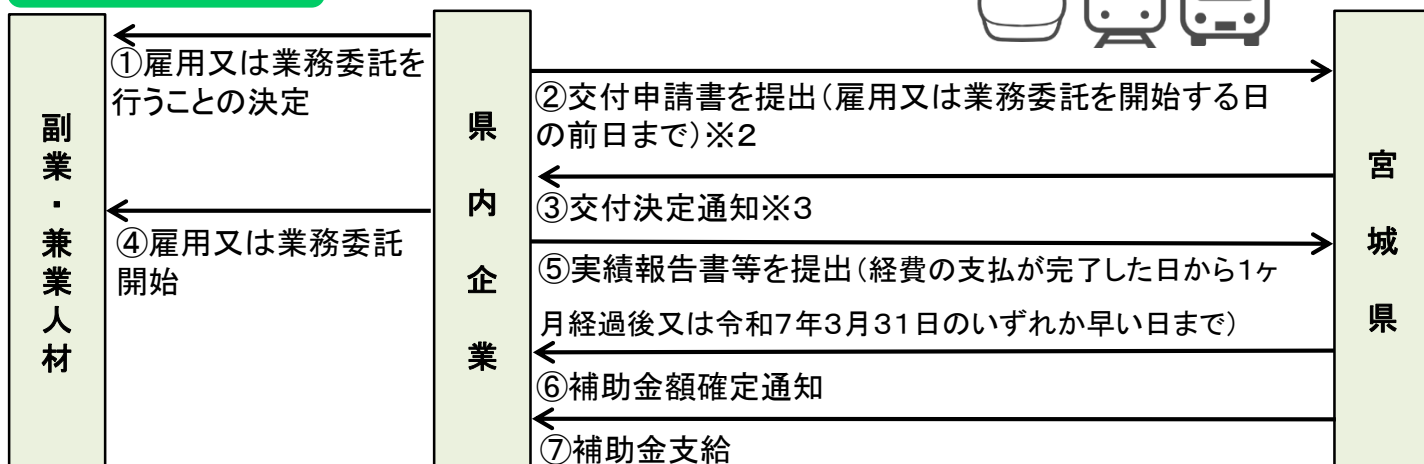 副業・兼業人材
県内企業
宮城県
①雇用又は業務委託を
行うことの決定
②交付申請書を提出（雇用又は業務委託を開始する日
の前日まで）※2
③交付決定通知※3
④雇用又は業務委託
開始
⑤実績報告書等を提出（経費の支払が完了した日から1ヶ
月経過後又は令和7年3月31日のいずれか早い日まで）
⑥補助金額確定通知
⑦補助金支給